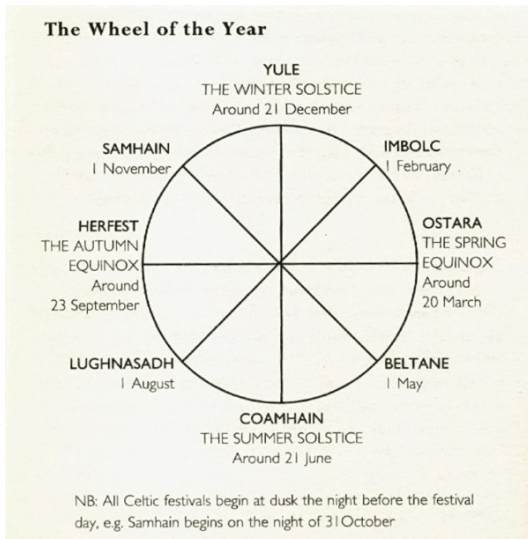 The Wheel of the Year
YULE
THE WINTER SOLSTICE
Around 21 December
SAMHAIN
1 November
IMBOLC
1 February
HERFEST
THE AUTUMN
EQUINOX
Around
23 September
OSTARA
THE SPRING
EQUINOX
Around
20 March
LUGHNASADH
1 August
BELTANE
1 May
COAMHAIN
THE SUMMER SOLSTICE
Around 21 June
NB: All Celtic festivals begin at dusk the night before the festival
day, e.g. Samhain begins on the night of 31October